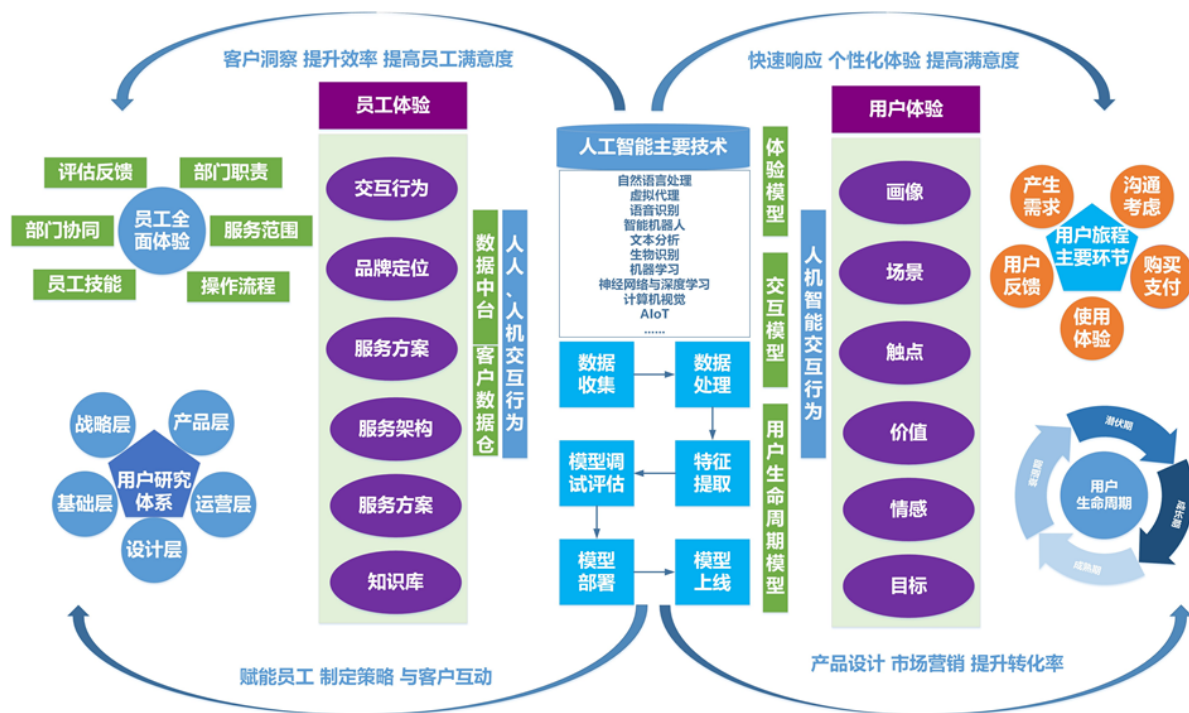 客户洞察 提升效率 提高员工满意度
快速响应 个性化体验 提高满意度
员工体验
用户体验
评估反馈
部门职责
部门协同
员工全
面体验
服务范围
员工技能
操作流程
战略层
产品层
用户研究
体系
基础层
运营层
设计层
交互行为
品牌定位
服务方案
服务架构
服务方案
知识库
数据中台
客户数据仓
人人、人机交互行为
人工智能主要技术
自然语言处理
虚拟代理
语音识别
智能机器人
文本分析
生物识别
机器学习
神经网络与深度学习
计算机视觉
AIoT
......
数据
收集
数据
处理
模型调
试评估
特征
提取
模型
部署
模型
上线
体验模型
交互模型
用户生命周期模型
人机智能交互行为
画像
场景
触点
价值
情感
目标
产生
需求
沟通
考虑
用户旅程
主要环节
用户
反馈
购买
支付
使用
体验
潜伏期
成长期
成熟期
衰退期
用户
生命周期
赋能员工 制定策略 与客户互动
产品设计 市场营销 提升转化率